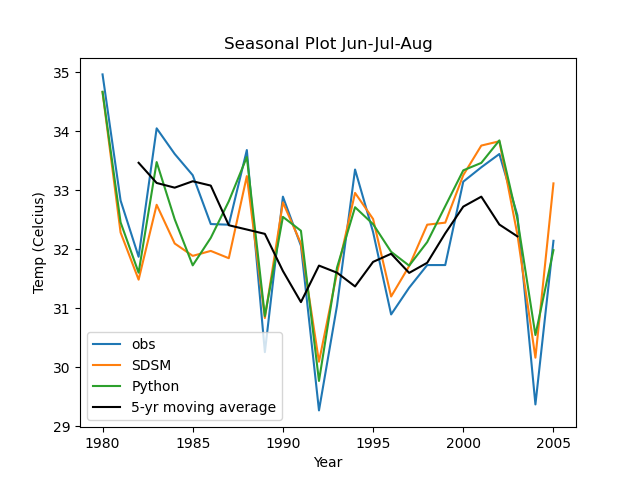 Seasonal Plot Jun-Jul-Aug
35
34
33
32
31
30
29
Temp (Celcius)
obs
SDSM
Python
5-yr moving average
1980 1985 1990 1995 2000 2005
Year